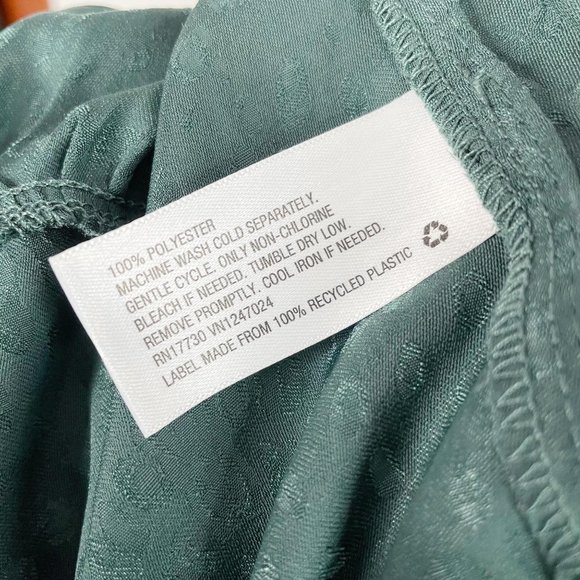 100% POLYESTER
MACHINE WASH COLD SEPARATELY.
GENTLE CYCLE. ONLY NON-CHLORINE
BLEACH IF NEEDED. TUMBLE DRY LOW.
REMOVE PROMPTLY. COOL IRON IF NEEDED.
RN17730 VN1247024
LABEL MADE FROM 100% RECYCLED PLASTIC